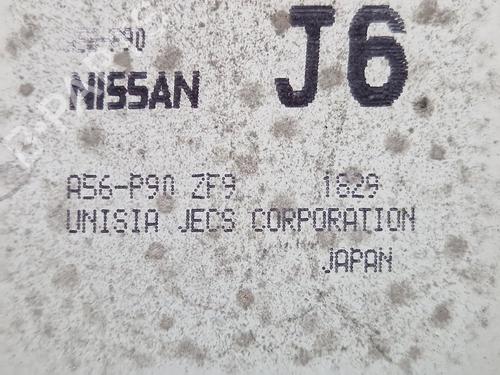 J6
NISSAN
A56-P90 ZF9 1829
UNISIA JECS CORPORATION
JAPAN